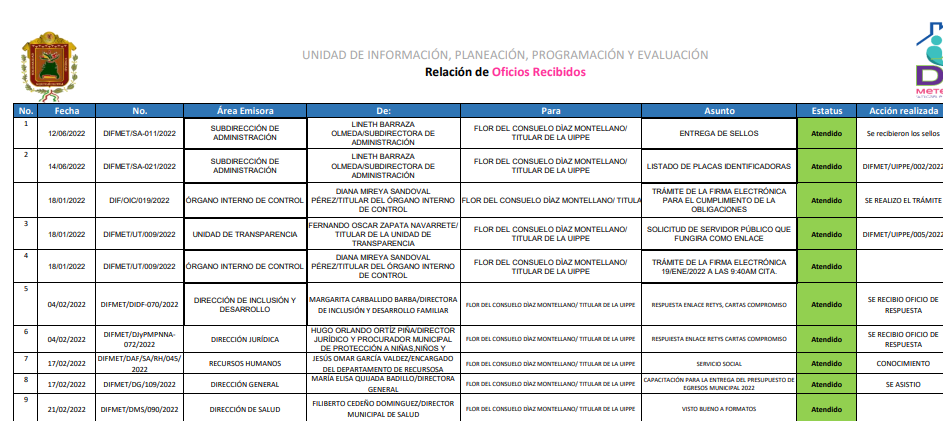 UNIDAD DE INFORMACIÓN, PLANEACIÓN, PROGRAMACIÓN Y EVALUACIÓN
Relación de Oficios Recibidos
D
METE
No. Fecha No. Área Emisora De: Para Asunto Estatus Acción realizada
1 12/06/2022 DIFMET/SA-011/2022 SUBDIRECCIÓN DE ADMINISTRACIÓN LINETH BARRAZA OLMEDA/SUBDIRECTORA DE ADMINISTRACIÓN FLOR DEL CONSUELO DÌAZ MONTELLANO/ TITULAR DE LA UIPPE ENTREGA DE SELLOS Atendido Se recibieron los sellos
2 14/06/2022 DIFMET/SA-021/2022 SUBDIRECCIÓN DE ADMINISTRACIÓN LINETH BARRAZA OLMEDA/SUBDIRECTORA DE ADMINISTRACIÓN FLOR DEL CONSUELO DÌAZ MONTELLANO/ TITULAR DE LA UIPPE LISTADO DE PLACAS IDENTIFICADORAS Atendido DIFMET/UIPPE/002/2022
18/01/2022 DIF/OIC/019/2022 ÓRGANO INTERNO DE CONTROL DIANA MIREYA SANDOVAL PÉREZ/TITULAR DEL ÓRGANO INTERNO DE CONTROL FLOR DEL CONSUELO DÌAZ MONTELLANO/ TITULA TRÁMITE DE LA FIRMA ELECTRÓNICA PARA EL CUMPLIMIENTO DE LA OBLIGACIONES Atendido SE REALIZO EL TRÁMITE
3 18/01/2022 DIFMET/UT/009/2022 UNIDAD DE TRANSPARENCIA FERNANDO OSCAR ZAPATA NAVARRETE/ TITULAR DE LA UNIDAD DE TRANSPARENCIA FLOR DEL CONSUELO DÌAZ MONTELLANO/ TITULAR DE LA UIPPE SOLICITUD DE SERVIDOR PÚBLICO QUE FUNGIRA COMO ENLACE Atendido DIFMET/UIPPE/005/2022
4 18/01/2022 DIFMET/UT/009/2022 ÓRGANO INTERNO DE CONTROL DIANA MIREYA SANDOVAL PÉREZ/TITULAR DEL ÓRGANO INTERNO DE CONTROL FLOR DEL CONSUELO DÌAZ MONTELLANO/ TITULAR DE LA UIPPE TRÁMITE DE LA FIRMA ELECTRÓNICA 19/ENE/2022 A LAS 9:40AM CITA. Atendido
5 04/02/2022 DIFMET/DIDF-070/2022 DIRECCIÓN DE INCLUSIÓN Y DESARROLLO MARGARITA CARBALLIDO BARBA/DIRECTORA DE INCLUSIÓN Y DESARROLLO FAMILIAR FLOR DEL CONSUELO DÌAZ MONTELLANO/ TITULAR DE LA UIPPE RESPUESTA ENLACE RETYS, CARTAS COMPROMISO Atendido SE RECIBIO OFICIO DE RESPUESTA
6 04/02/2022 DIFMET/DJyPMPNNA-072/2022 DIRECCIÓN JURÍDICA HUGO ORLANDO ORTÍZ PIÑA/DIRECTOR JURÍDICO Y PROCURADOR MUNICIPAL DE PROTECCIÓN A NIÑAS,NIÑOS Y FLOR DEL CONSUELO DÌAZ MONTELLANO/ TITULAR DE LA UIPPE RESPUESTA ENLACE RETYS, CARTAS COMPROMISO Atendido SE RECIBIO OFICIO DE RESPUESTA
7 17/02/2022 DIFMET/DAF/SA/RH/045/2022 RECURSOS HUMANOS JESÚS OMAR GARCÍA VALDEZ/ENCARGADO DEL DEPARTAMENTO DE RECURSOSA FLOR DEL CONSUELO DÌAZ MONTELLANO/ TITULAR DE LA UIPPE SERVICIO SOCIAL Atendido CONOCIMIENTO
8 17/02/2022 DIFMET/DG/109/2022 DIRECCIÓN GENERAL MARÍA ELISA QUIJADA BADILLO/DIRECTORA GENERAL FLOR DEL CONSUELO DÌAZ MONTELLANO/ TITULAR DE LA UIPPE CAPACITACIÓN PARA LA ENTREGA DEL PRESUPUESTO DE EGRESOS MUNICIPAL 2022 Atendido SE ASISTIO
9 21/02/2022 DIFMET/DMS/090/2022 DIRECCIÓN DE SALUD FILIBERTO CEDEÑO DOMINGUEZ/DIRECTOR MUNICIPAL DE SALUD FLOR DEL CONSUELO DÌAZ MONTELLANO/ TITULAR DE LA UIPPE VISTO BUENO A FORMATOS Atendido